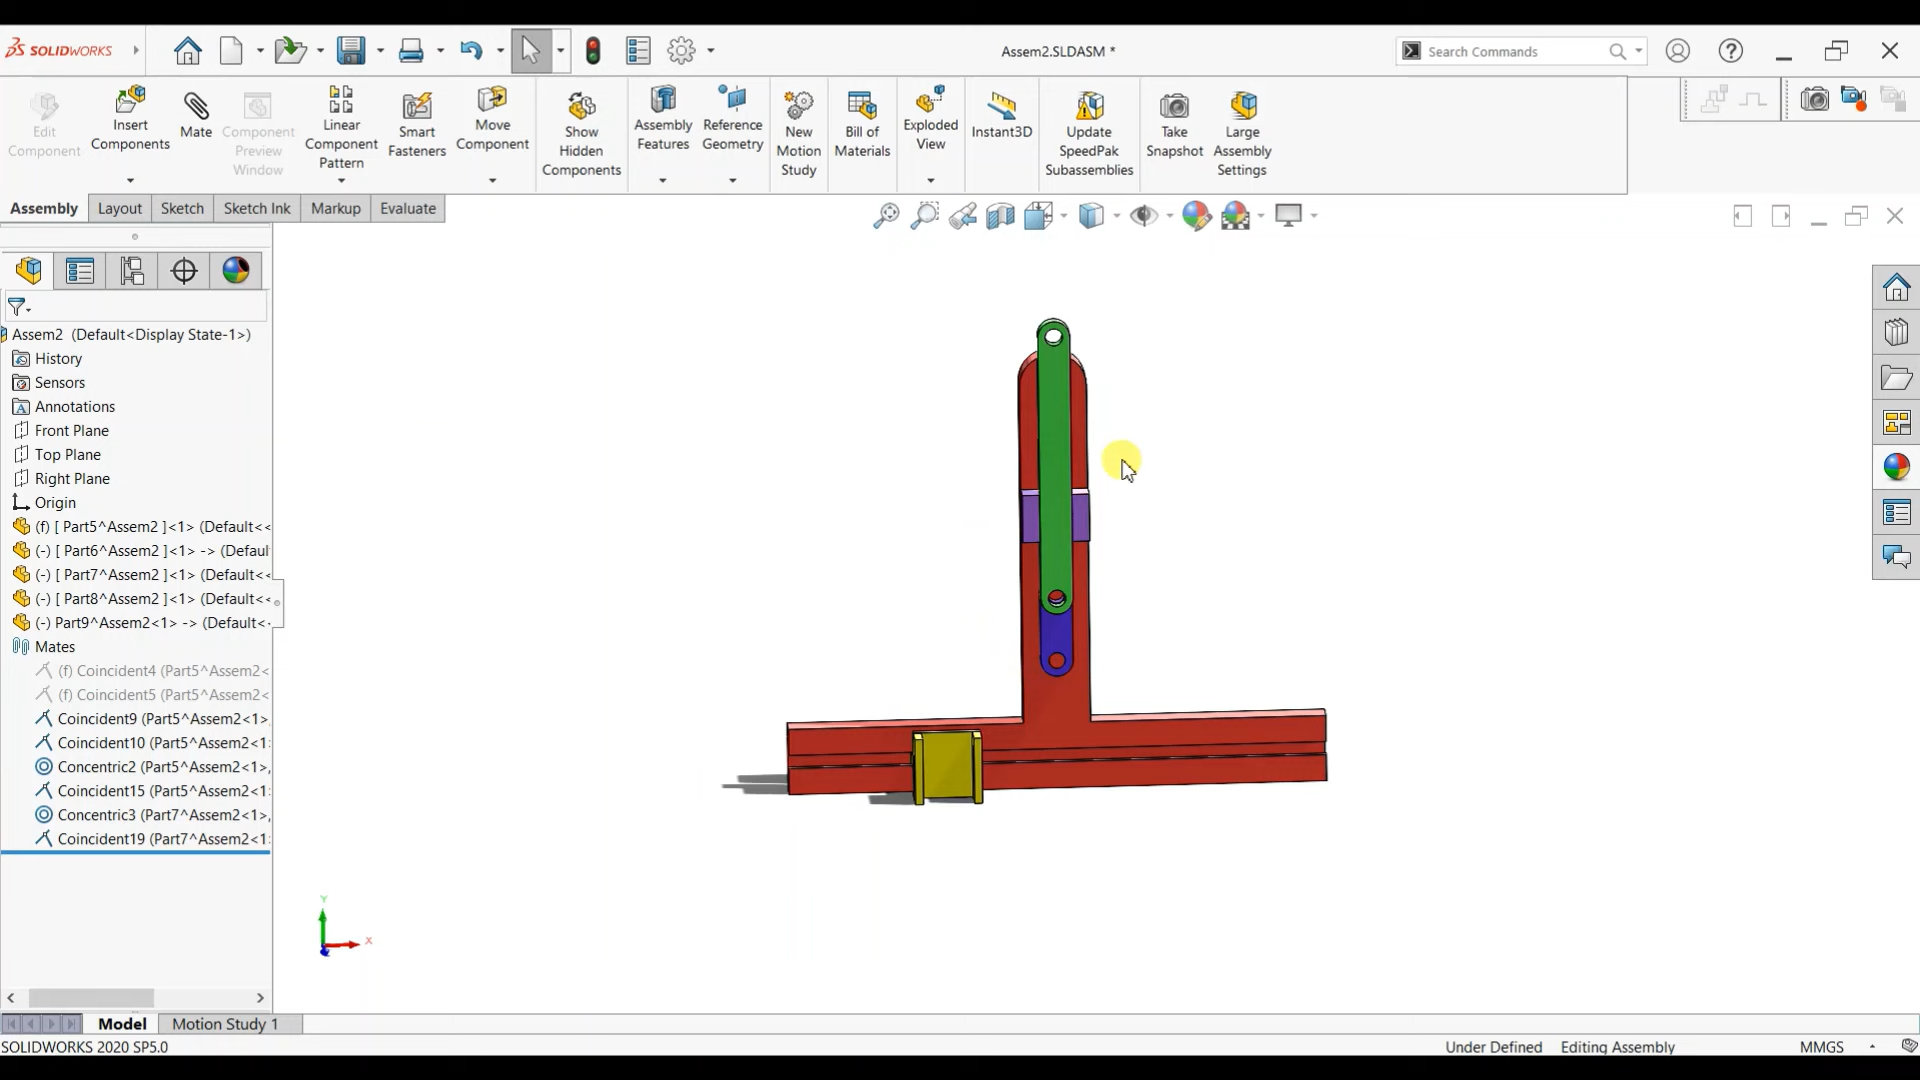 SOLIDWORKS
Assem2.SLDASM *
Search Commands
Edit
Component
Insert
Components
Mate
Component
Preview
Window
Linear
Component
Pattern
Smart
Fasteners
Move
Component
Show
Hidden
Components
Assembly
Features
Reference
Geometry
New
Motion
Study
Bill of
Materials
Exploded
View
Instant3D
Update
SpeedPak
Subassemblies
Take
Snapshot
Large
Assembly
Settings
Assembly
Layout
Sketch
Sketch Ink
Markup
Evaluate
Assem2 (Default<Display State-1>)
History
Sensors
Annotations
Front Plane
Top Plane
Right Plane
Origin
(f) [ Part5^Assem2 ]<1> (Default<<
(-) [ Part6^Assem2 ]<1> -> (Defaul
(-) [ Part7^Assem2 ]<1> (Default<<
(-) [ Part8^Assem2 ]<1> (Default<<
(-) Part9^Assem2<1> -> (Default<
Mates
(f) Coincident4 (Part5^Assem2<
(f) Coincident5 (Part5^Assem2<
Coincident9 (Part5^Assem2<1>,
Coincident10 (Part5^Assem2<1>
Concentric2 (Part5^Assem2<1>,
Coincident15 (Part5^Assem2<1>
Concentric3 (Part7^Assem2<1>,
Coincident19 (Part7^Assem2<1>
Y
X
Model
Motion Study 1
SOLIDWORKS 2020 SP5.0
Under Defined
Editing Assembly
MMGS